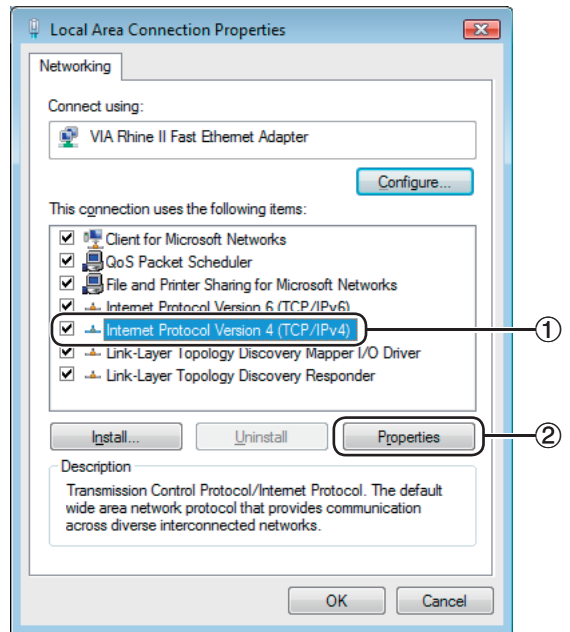 Local Area Connection Properties
Networking
Connect using:
VIA Rhine II Fast Ethernet Adapter
Configure...
This connection uses the following items:
Client for Microsoft Networks
QoS Packet Scheduler
File and Printer Sharing for Microsoft Networks
Internet Protocol Version 6 (TCP/IPv6)
Internet Protocol Version 4 (TCP/IPv4)
①
Link-Layer Topology Discovery Mapper I/O Driver
Link-Layer Topology Discovery Responder
Install...
Uninstall
Properties
②
Description
Transmission Control Protocol/Internet Protocol. The default
wide area network protocol that provides communication
across diverse interconnected networks.
OK
Cancel